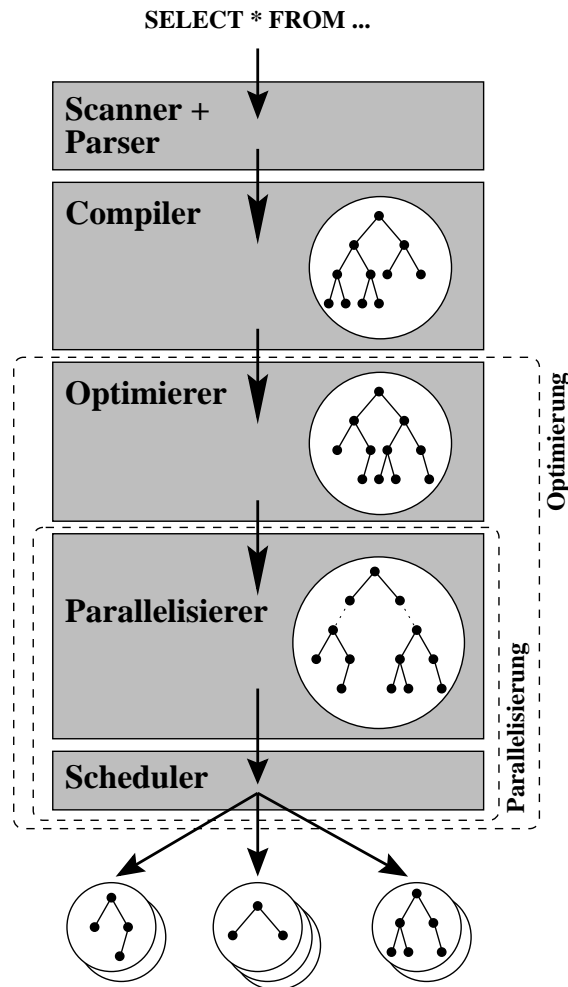 SELECT * FROM ...
Scanner +
Parser
Compiler
Optimierer
Optimierung
Parallelisierer
Parallelisierung
Scheduler